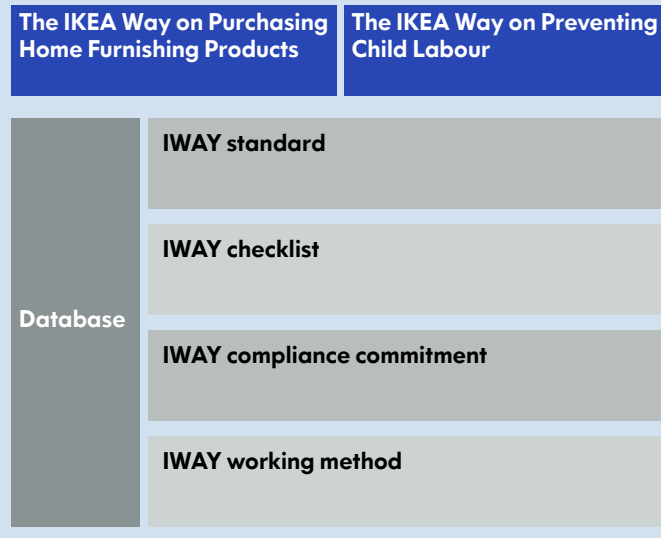 The IKEA Way on Purchasing
Home Furnishing Products
The IKEA Way on Preventing
Child Labour
Database
IWAY standard
IWAY checklist
IWAY compliance commitment
IWAY working method